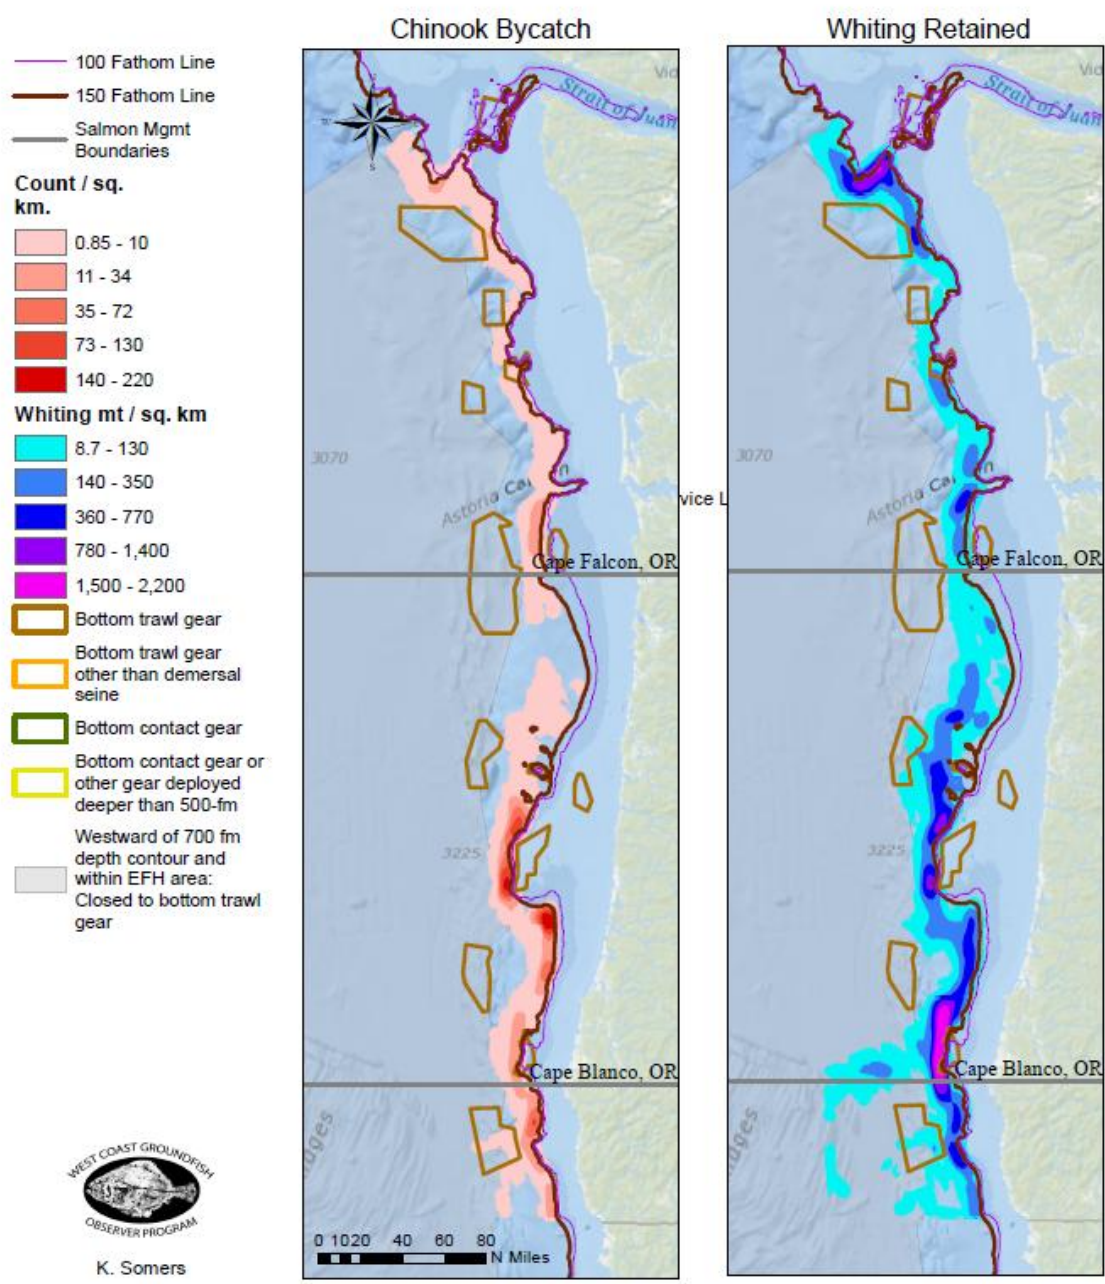 Chinook Bycatch
Whiting Retained
100 Fathom Line
150 Fathom Line
Salmon Mgmt
Boundaries
Count / sq.
km.
0.85 - 10
11 - 34
35 - 72
73 - 130
140 - 220
Whiting mt / sq. km
8.7 - 130
140 - 350
360 - 770
780 - 1,400
1,500 - 2,200
Bottom trawl gear
Bottom trawl gear
other than demersal
seine
Bottom contact gear
Bottom contact gear or
other gear deployed
deeper than 500-fm
Westward of 700 fm
depth contour and
within EFH area:
Closed to bottom trawl
gear
WEST COAST GROUNDFISH
OBSERVER PROGRAM
K. Somers
Vic
Strait of Juan
3070
Astoria Ca n
Cape Falcon, OR
3225
Cape Blanco, OR
dges
0 10 20 40 60 80
N Miles
vice L
Vic
Strait of Juan
3070
Astoria Ca n
Cape Falcon, OR
3225
Cape Blanco, OR
dges